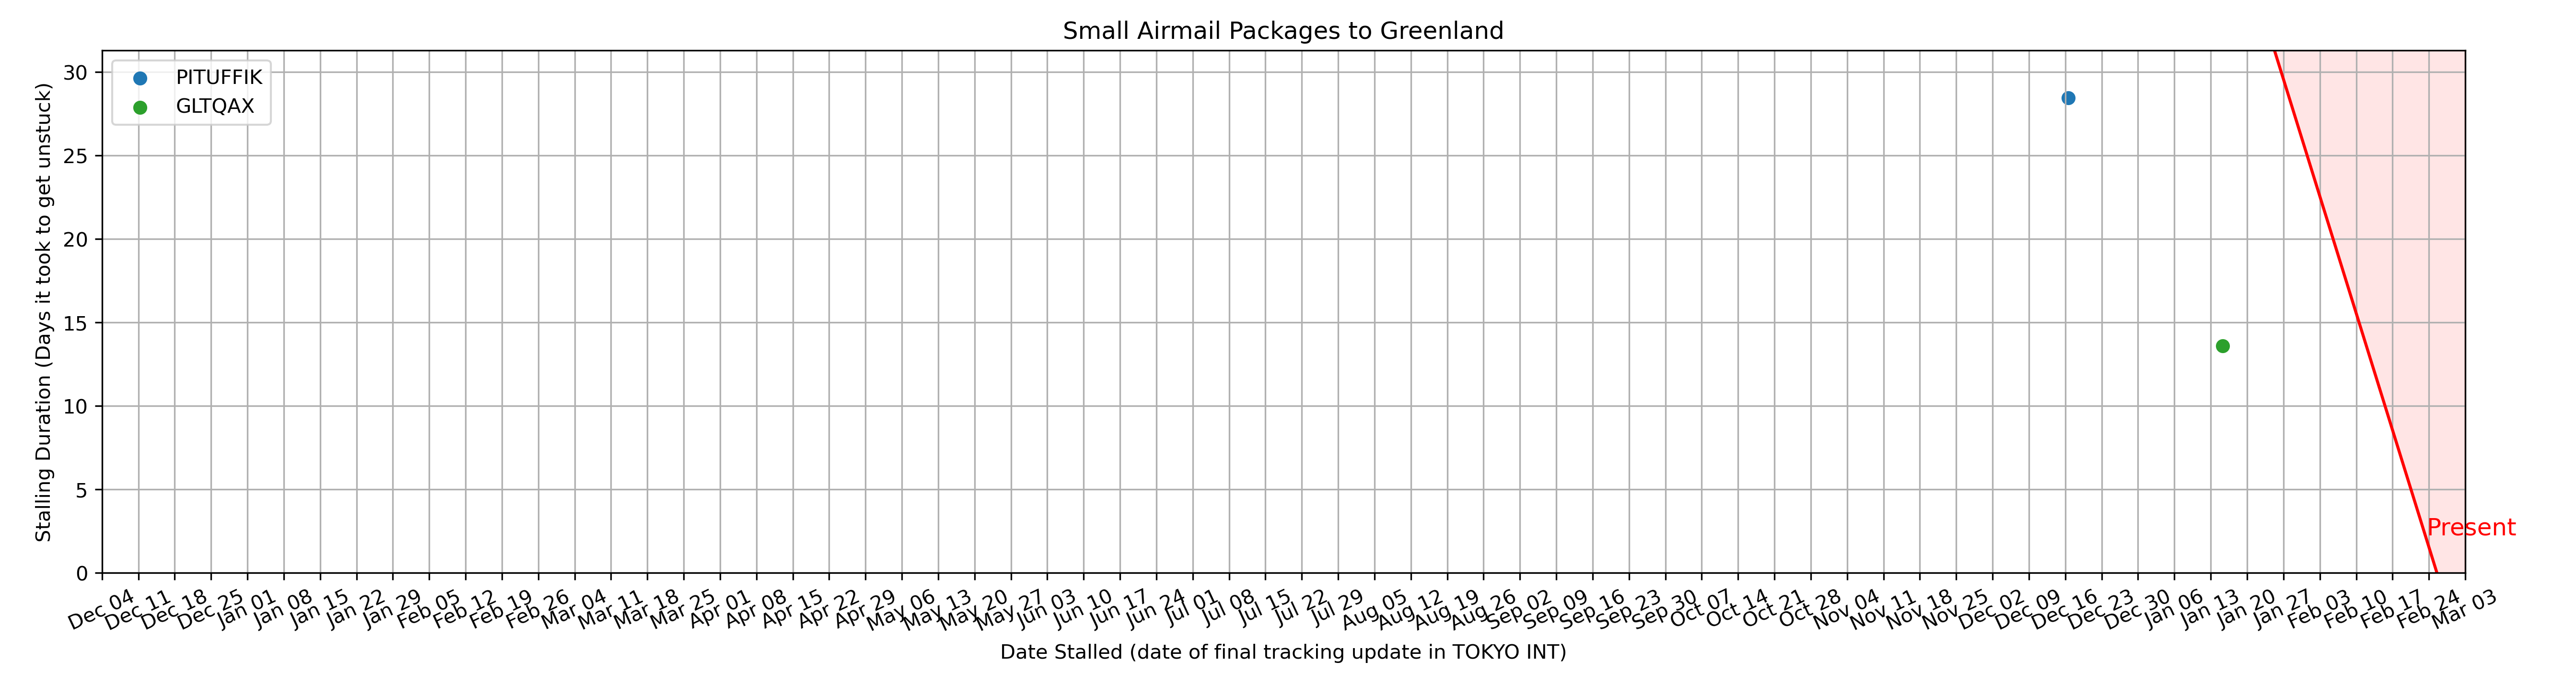 Small Airmail Packages to Greenland
PITUFFIK
GLTQAX
Stalling Duration (Days it took to get unstuck)
30
25
20
15
10
5
0
Present
Dec 04
Dec 11
Dec 18
Dec 25
Jan 01
Jan 08
Jan 15
Jan 22
Jan 29
Feb 05
Feb 12
Feb 19
Feb 26
Mar 04
Mar 11
Mar 18
Mar 25
Apr 01
Apr 08
Apr 15
Apr 22
Apr 29
May 06
May 13
May 20
May 27
Jun 03
Jun 10
Jun 17
Jun 24
Jul 01
Jul 08
Jul 15
Jul 22
Jul 29
Aug 05
Aug 12
Aug 19
Aug 26
Sep 02
Sep 09
Sep 16
Sep 23
Sep 30
Oct 07
Oct 14
Oct 21
Oct 28
Nov 04
Nov 11
Nov 18
Nov 25
Dec 02
Dec 09
Dec 16
Dec 23
Dec 30
Jan 06
Jan 13
Jan 20
Jan 27
Feb 03
Feb 10
Feb 17
Feb 24
Mar 03
Date Stalled (date of final tracking update in TOKYO INT)